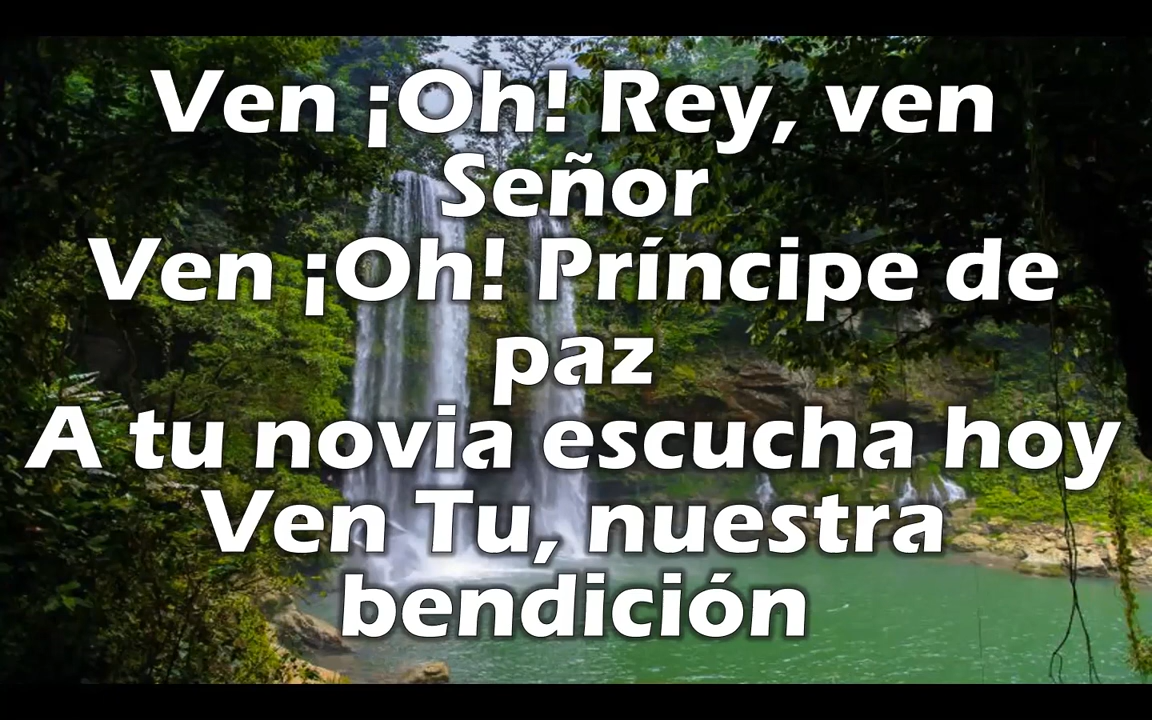 Ven ¡Oh! Rey, ven
Señor
Ven ¡Oh! Príncipe de
paz
A tu novia escucha hoy
Ven Tu, nuestra
bendición